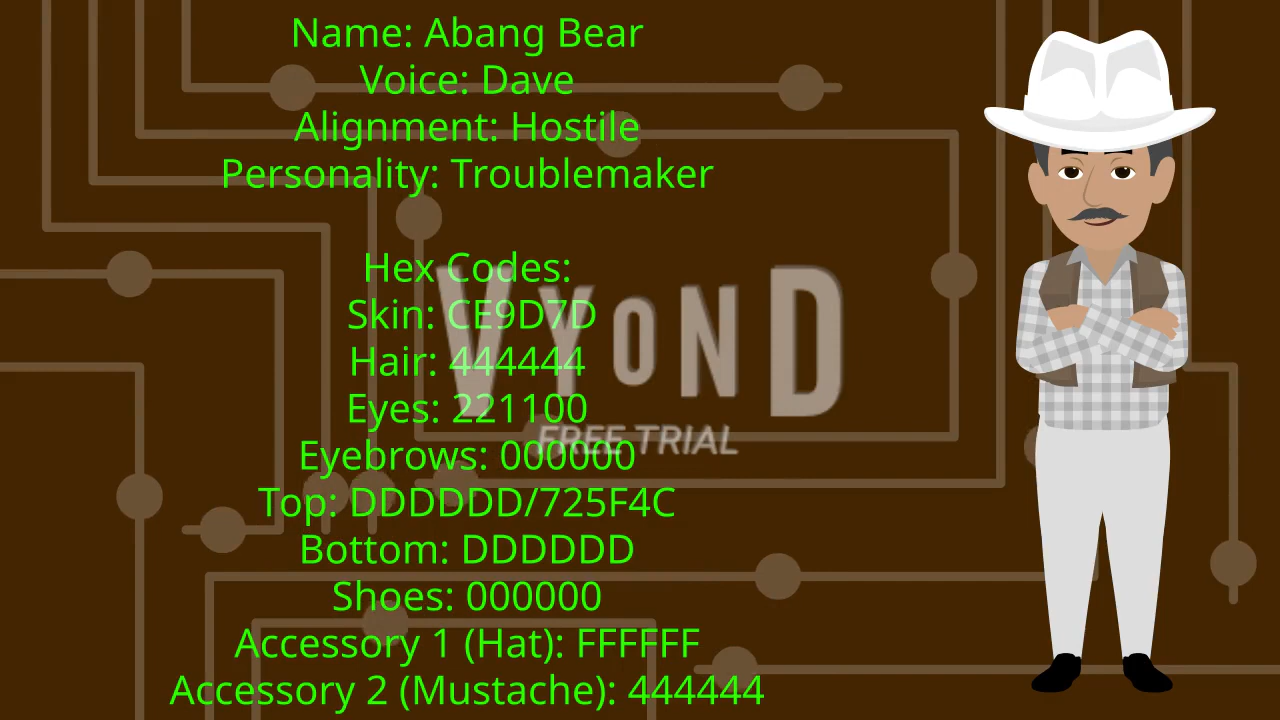 Name: Abang Bear
Voice: Dave
Alignment: Hostile
Personality: Troublemaker
Hex Codes:
Skin: CE9D7D
Hair: 444444
Eyes: 221100
Eyebrows: 000000
Top: DDDDDD/725F4C
Bottom: DDDDDD
Shoes: 000000
Accessory 1 (Hat): FFFFFF
Accessory 2 (Mustache): 444444
VYOND
FREE TRIAL